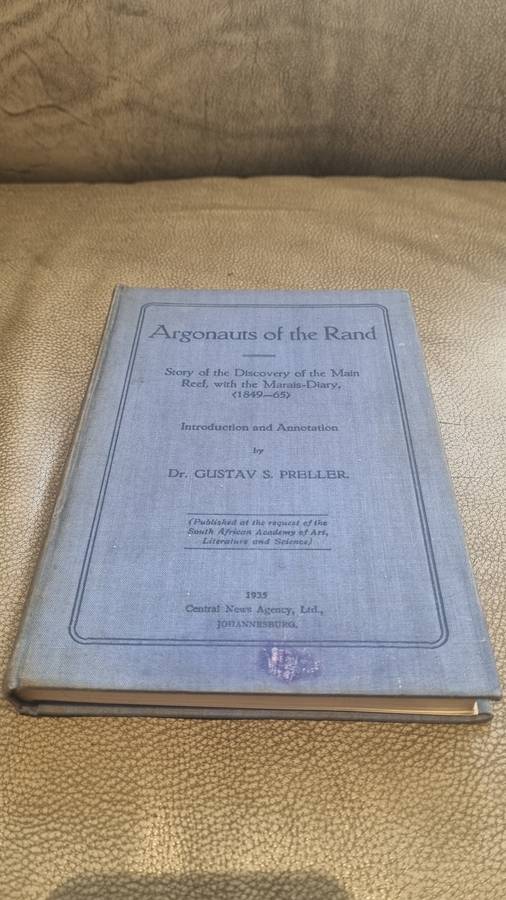 Argonauts of the Rand
Story of the Discovery of the Main
Reef, with the Marais-Diary,
(1849—65)
Introduction and Annotation
by
Dr. GUSTAV S. PRELLER.
(Published at the request of the
South African Academy of Art,
Literature and Science)
1935
Central News Agency, Ltd.,
JOHANNESBURG.